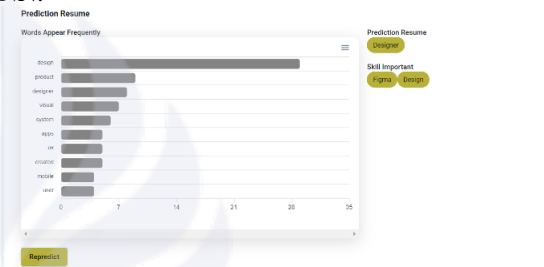 Prediction Resume
Words Appear Frequently
design
product
designer
visual
system
apps
ux
created
mobile
user
0 7 14 21 28 35
Prediction Resume
Designer
Skill Important
Figma Design
Repredict